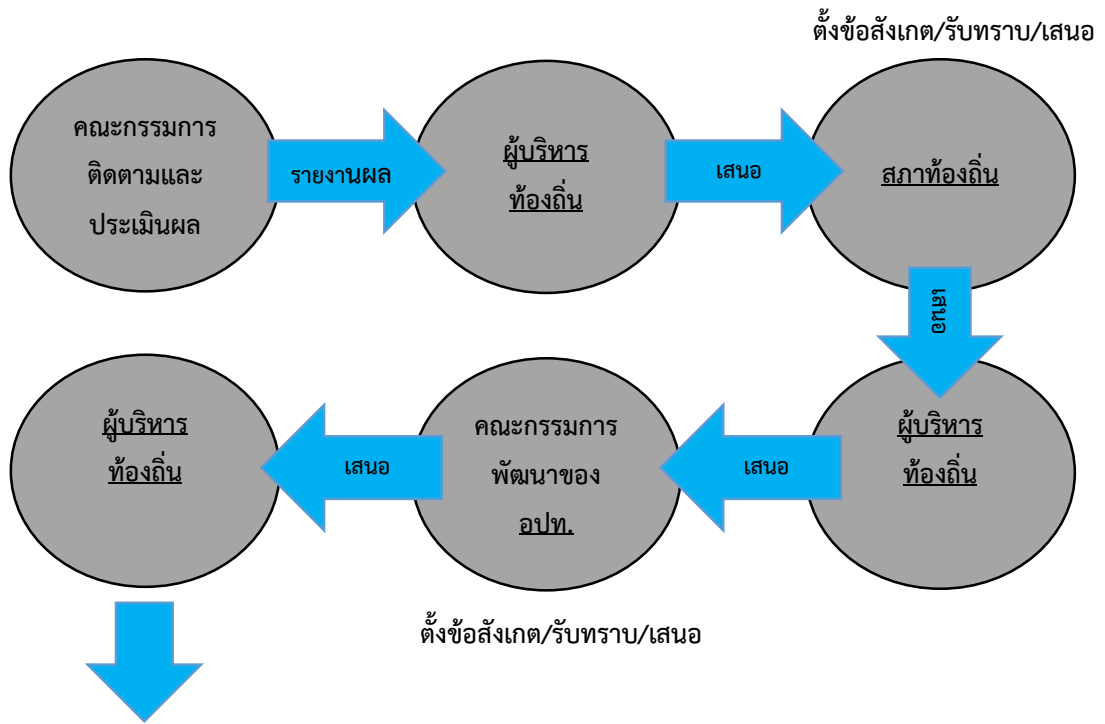 ตั้งข้อสังเกต/รับทราบ/เสนอ
คณะกรรมการ
ติดตามและ
ประเมินผล
รายงานผล
ผู้บริหาร
ท้องถิ่น
เสนอ
สภาท้องถิ่น
เสนอ
ผู้บริหาร
ท้องถิ่น
เสนอ
คณะกรรมการ
พัฒนาของ
อปท.
เสนอ
ผู้บริหาร
ท้องถิ่น
ตั้งข้อสังเกต/รับทราบ/เสนอ